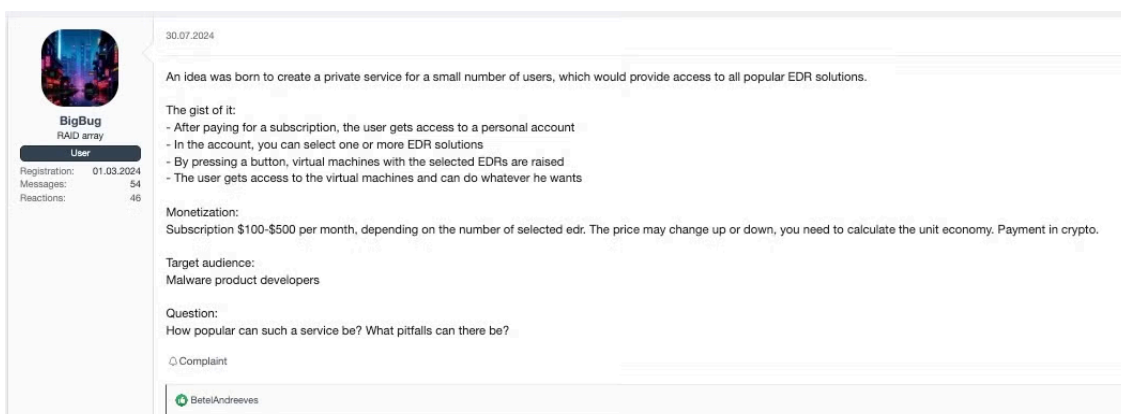 30.07.2024
BigBug
RAID array
User
Registration: 01.03.2024
Messages: 54
Reactions: 46
An idea was born to create a private service for a small number of users, which would provide access to all popular EDR solutions.
The gist of it:
- After paying for a subscription, the user gets access to a personal account
- In the account, you can select one or more EDR solutions
- By pressing a button, virtual machines with the selected EDRs are raised
- The user gets access to the virtual machines and can do whatever he wants
Monetization:
Subscription $100-$500 per month, depending on the number of selected edr. The price may change up or down, you need to calculate the unit economy. Payment in crypto.
Target audience:
Malware product developers
Question:
How popular can such a service be? What pitfalls can there be?
Complaint
BetelAndreeves